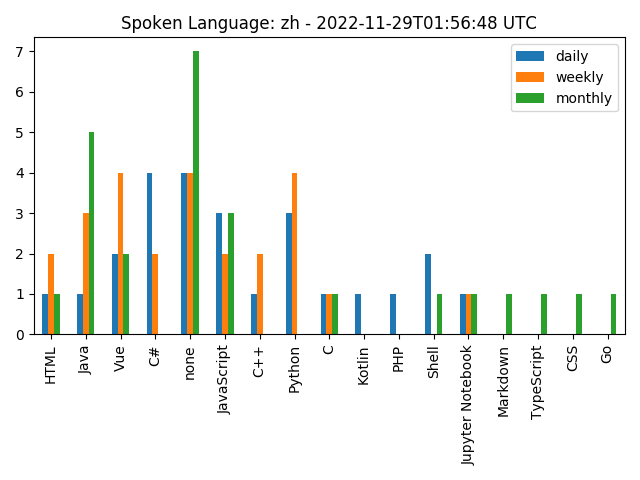 Spoken Language: zh - 2022-11-29T01:56:48 UTC
daily
weekly
monthly
7
6
5
4
3
2
1
0
HTML
Java
Vue
C#
none
JavaScript
C++
Python
C
Kotlin
PHP
Shell
Jupyter Notebook
Markdown
TypeScript
CSS
Go